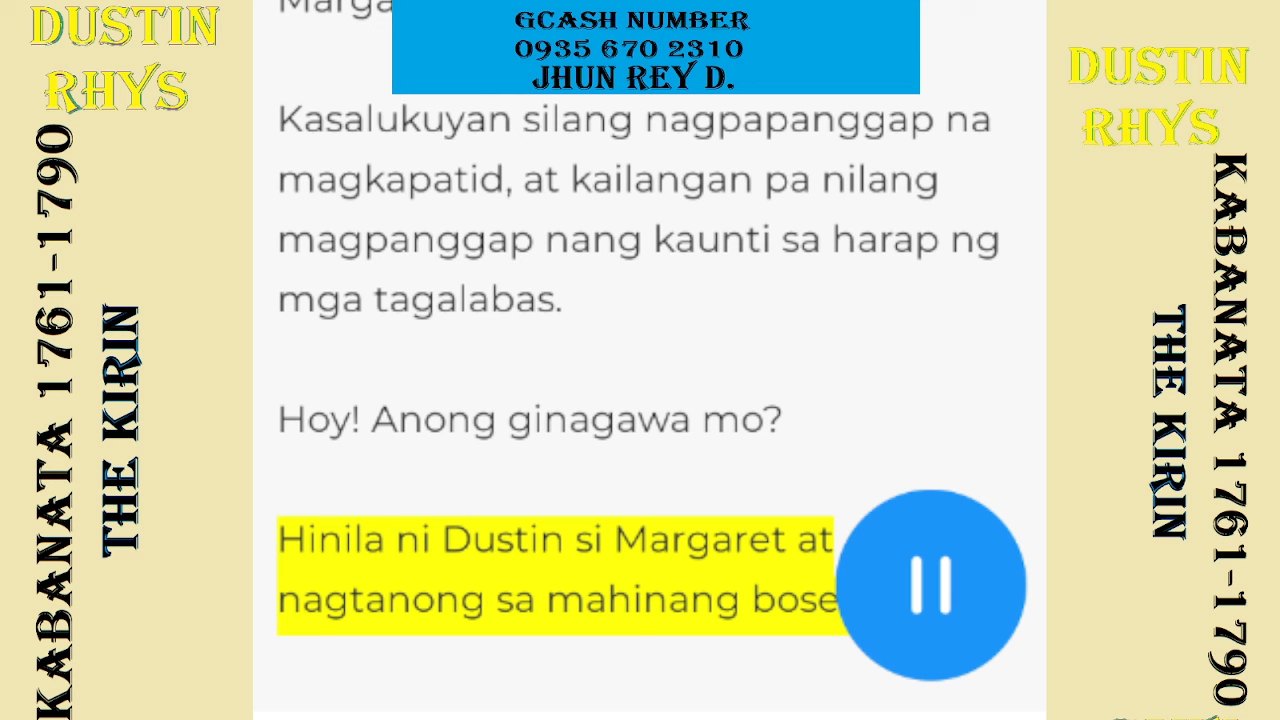 DUSTIN
RHYS
KABANATA 1761-1790
THE KIRIN
GCASH NUMBER
0935 670 2310
JHUN REY D.
Kasalukuyan silang nagpapanggap na
magkapatid, at kailangan pa nilang
magpanggap nang kaunti sa harap ng
mga tagalabas.
Hoy! Anong ginagawa mo?
Hinila ni Dustin si Margaret at
nagtanong sa mahinang bose
DUSTIN
RHYS
KABANATA 1761-1790
THE KIRIN